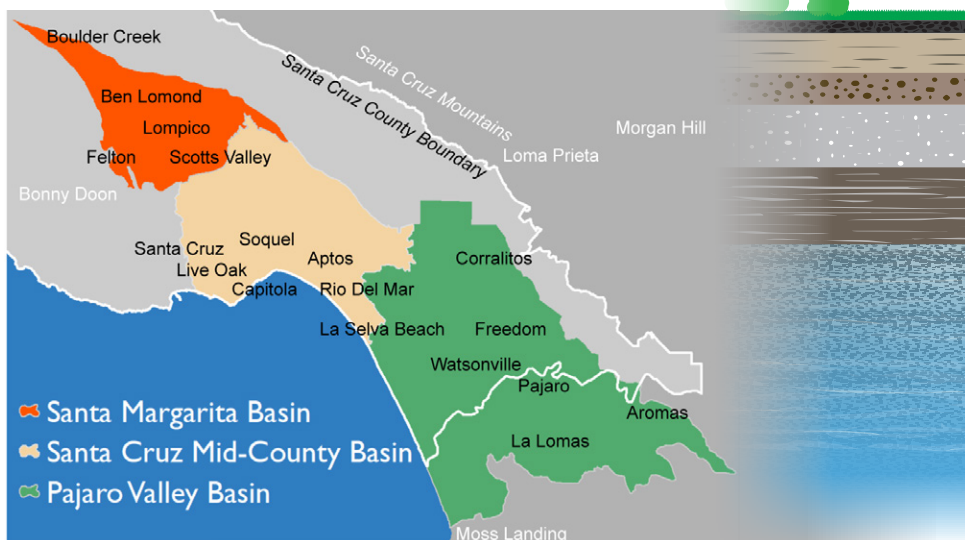 Boulder Creek
Santa Cruz Mountains
Santa Cruz County Boundary
Ben Lomond
Lompico
Morgan Hill
Felton
Scotts Valley
Loma Prieta
Bonny Doon
Santa Cruz
Soquel
Live Oak
Aptos
Corralitos
Capitola
Rio Del Mar
La Selva Beach
Freedom
Watsonville
Pajaro
Aromas
La Lomas
Santa Margarita Basin
Santa Cruz Mid-County Basin
Pajaro Valley Basin
Moss Landing